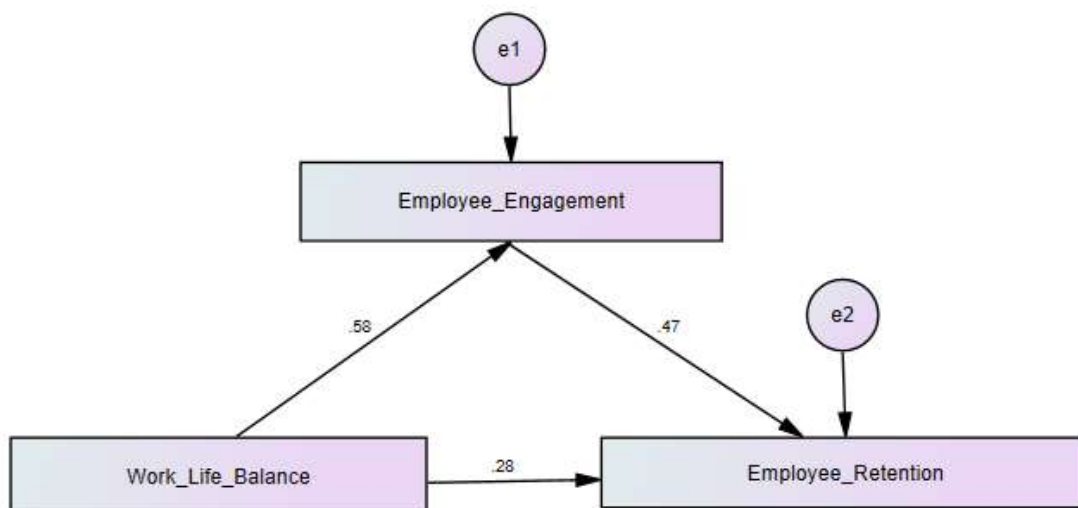 e1
Employee_Engagement
.58
.47
e2
Work_Life_Balance
.28
Employee_Retention